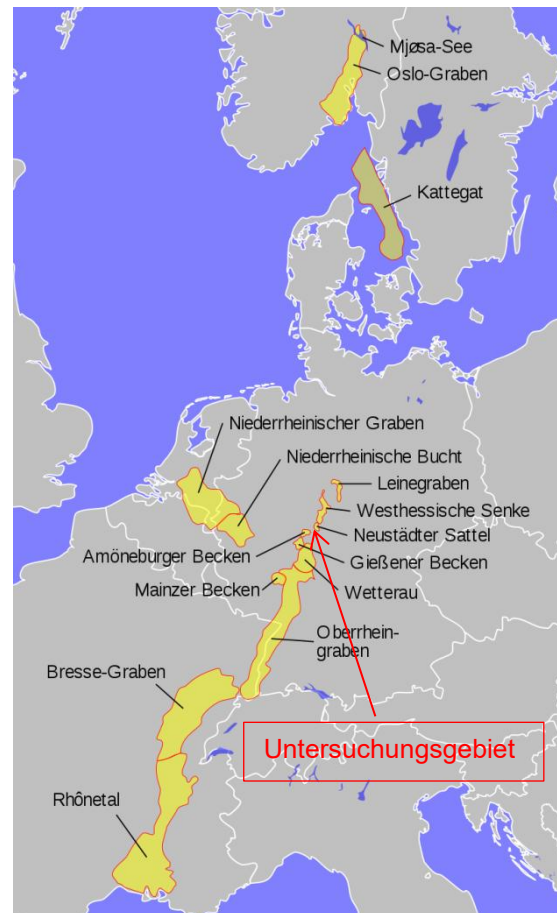 Mjøsa-See
Oslo-Graben
Kattegat
Niederrheinischer Graben
Niederrheinische Bucht
Leinegraben
Westhessische Senke
Neustädter Sattel
Amöneburger Becken
Gießener Becken
Mainzer Becken
Wetterau
Oberrhein-
graben
Bresse-Graben
Untersuchungsgebiet
Rhônetal